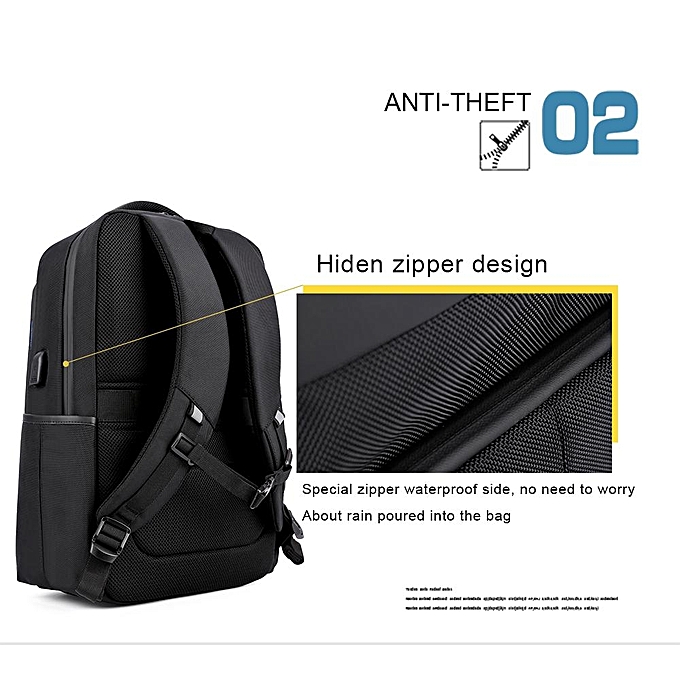 ANTI-THEFT 02
Hiden zipper design
Special zipper waterproof side, no need to worry
About rain poured into the bag